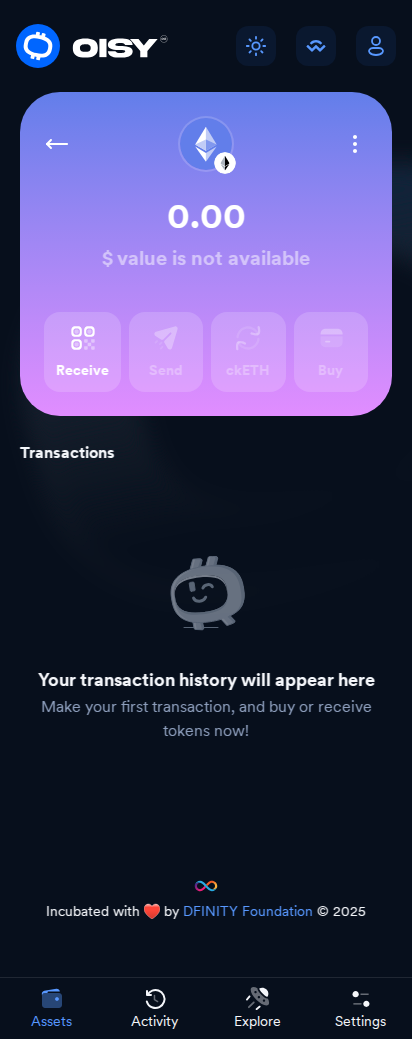 OISY
0.00
$ value is not available
Receive
Send
ckETH
Buy
Transactions
Your transaction history will appear here
Make your first transaction, and buy or receive
tokens now!
Incubated with ❤️ by DFINITY Foundation © 2025
Assets
Activity
Explore
Settings